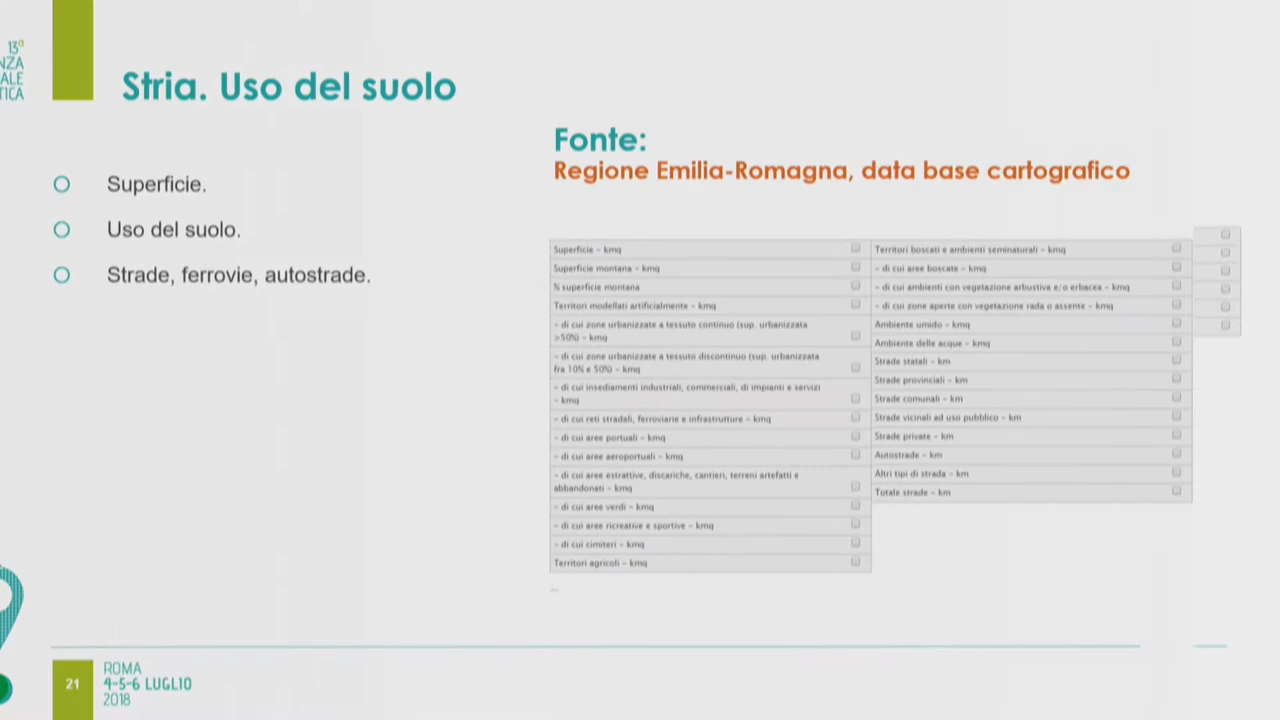 13ª
NZA
ALE
TICA
Stria. Uso del suolo
Superficie.
Uso del suolo.
Strade, ferrovie, autostrade.
Fonte:
Regione Emilia-Romagna, data base cartografico
Superficie - kmq
Superficie montana - kmq
% superficie montana
Territori modellati artificialmente - kmq
- di cui zone urbanizzate a tessuto continuo (sup. urbanizzata
>50%) - kmq
- di cui zone urbanizzate a tessuto discontinuo (sup. urbanizzata
fra 10% e 50%) - kmq
- di cui insediamenti industriali, commerciali, di impianti e servizi
- kmq
- di cui reti stradali, ferroviarie e infrastrutture - kmq
- di cui aree portuali - kmq
- di cui aree aeroportuali - kmq
- di cui aree estrattive, discariche, cantieri, terreni artefatti e
abbandonati - kmq
- di cui aree verdi - kmq
- di cui aree ricreative e sportive - kmq
- di cui cimiteri - kmq
Territori agricoli - kmq
Territori boscati e ambienti seminaturali - kmq
- di cui aree boscate - kmq
- di cui ambienti con vegetazione arbustiva e/o erbacea - kmq
- di cui zone aperte con vegetazione rada o assente - kmq
Ambiente umido - kmq
Ambiente delle acque - kmq
Strade statali - km
Strade provinciali - km
Strade comunali - km
Strade vicinali ad uso pubblico - km
Strade private - km
Autostrade - km
Altri tipi di strada - km
Totale strade - km
21
ROMA
4-5-6 LUGLIO
2018